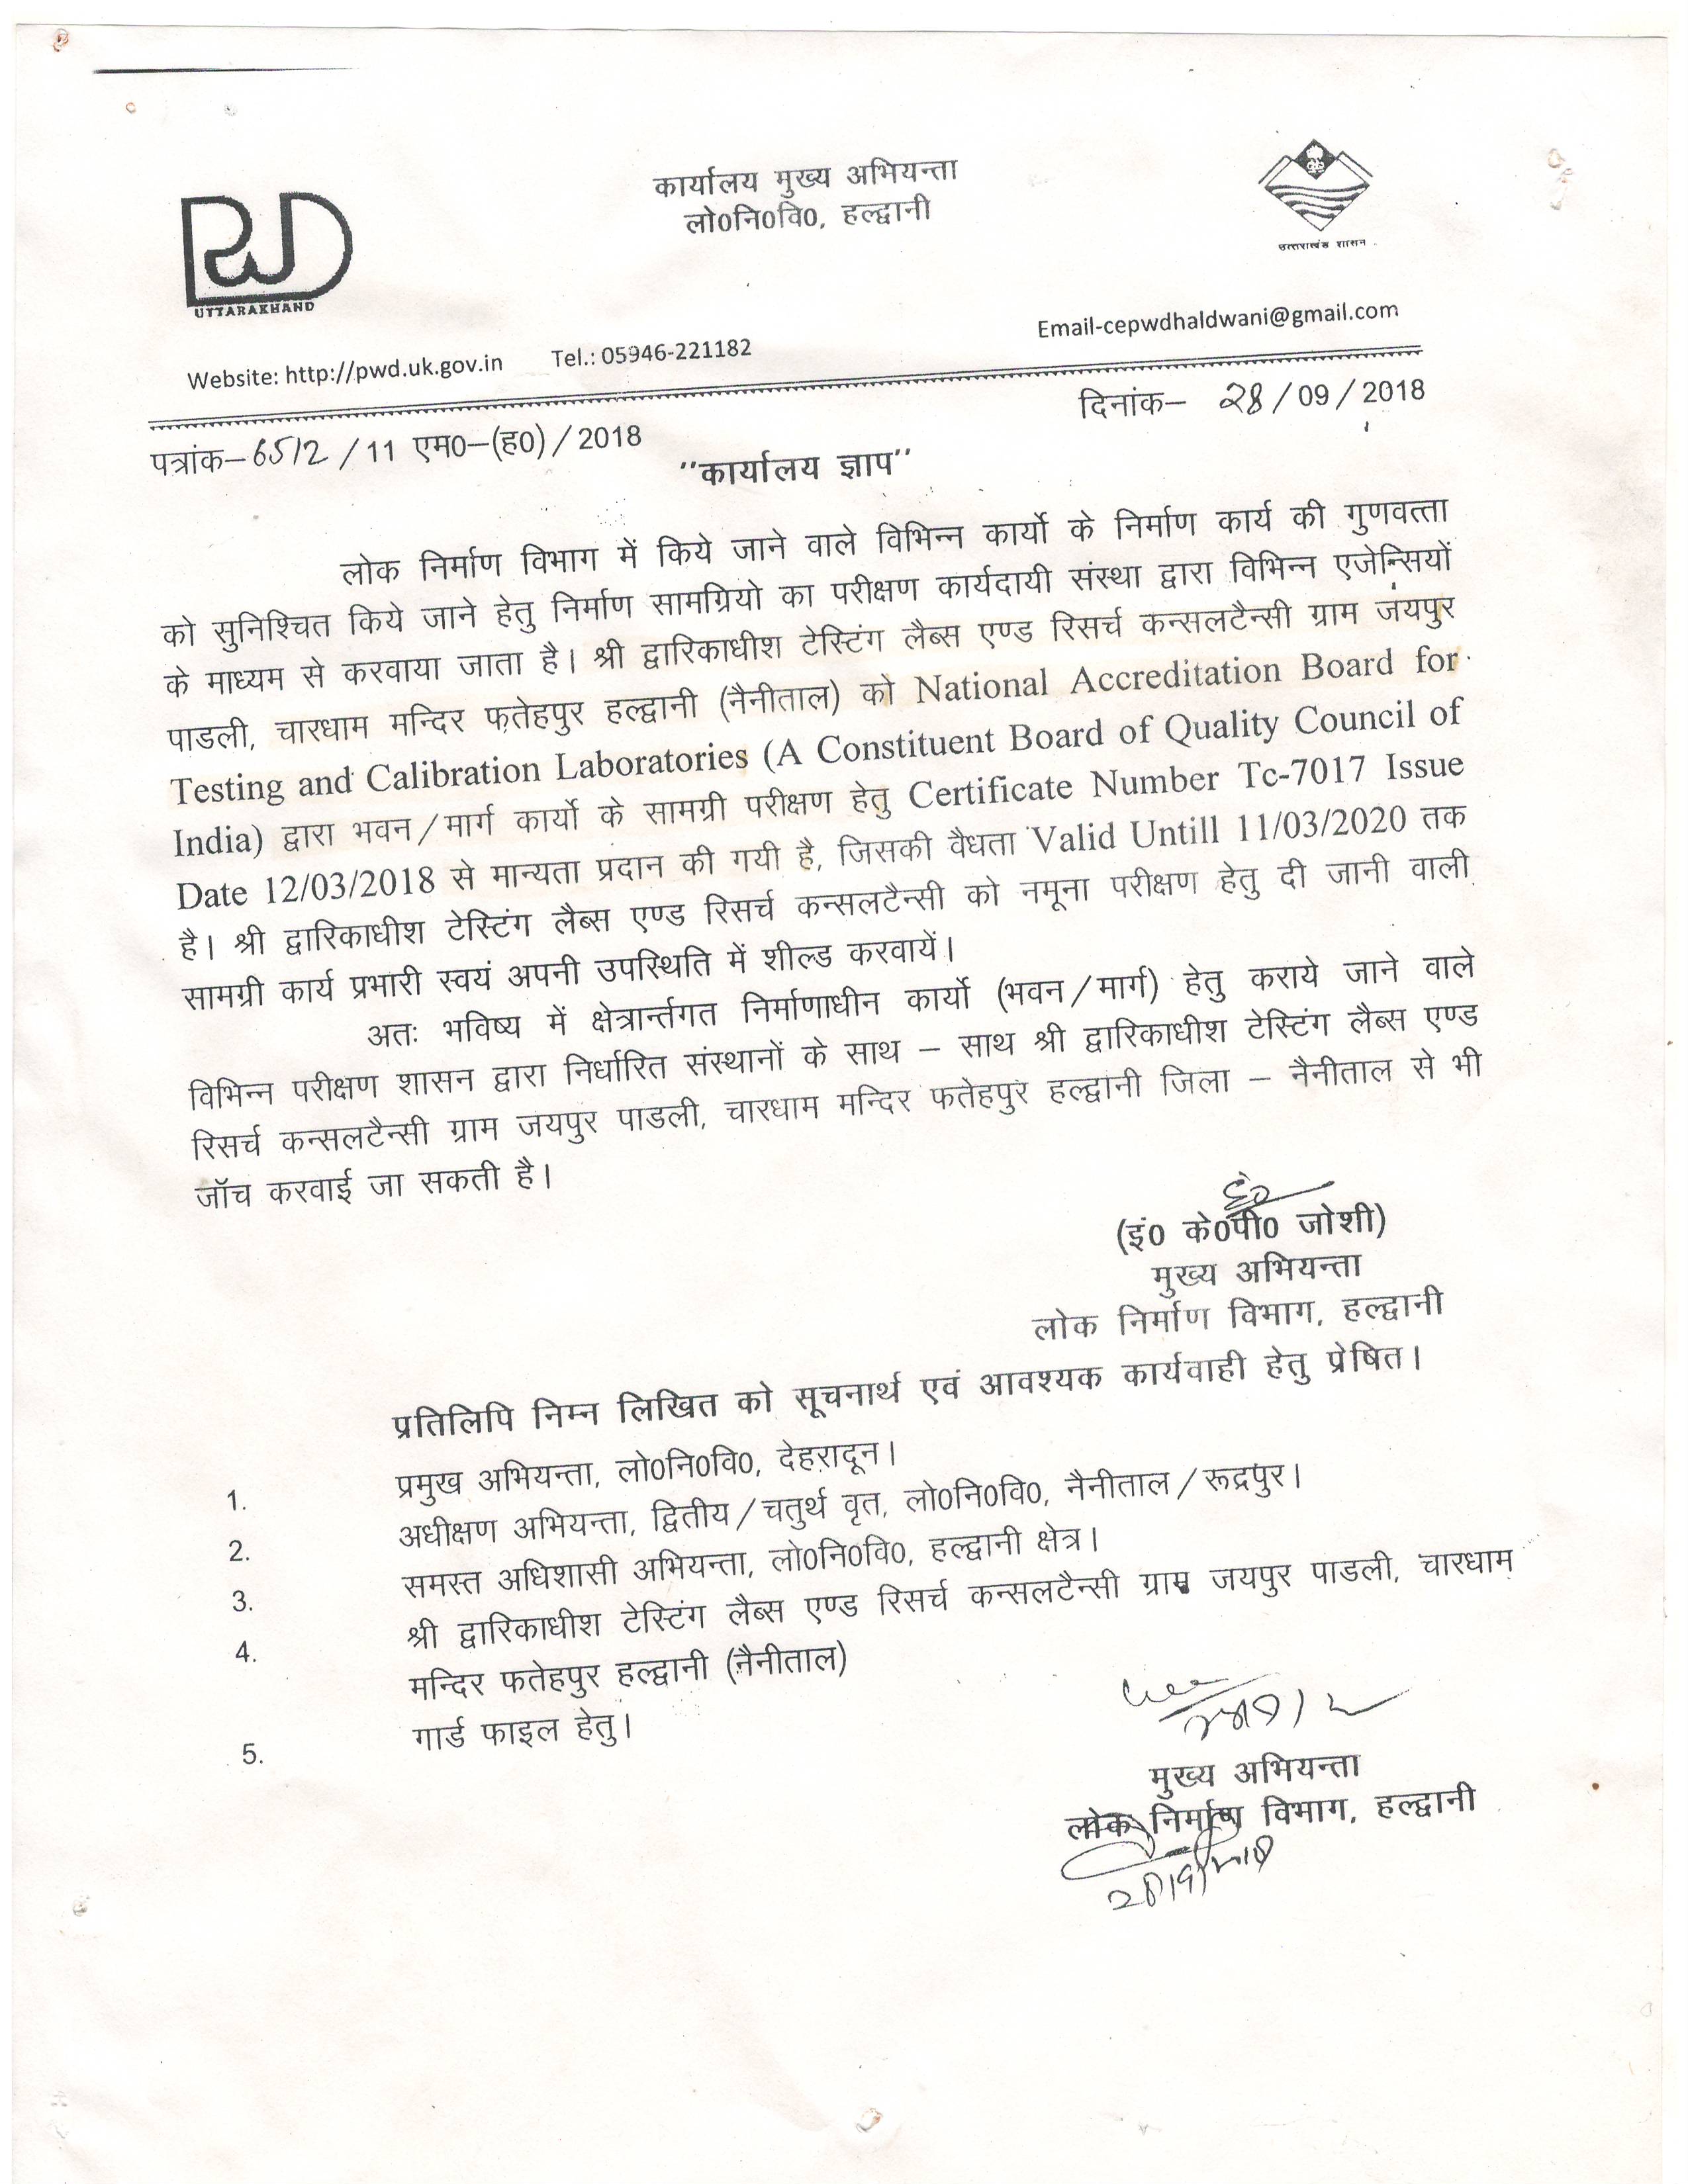 कार्यालय मुख्य अभियन्ता
लो0नि0वि0, हल्द्वानी
PWD
UTTARAKHAND
उत्तराखंड शासन
Website: http://pwd.uk.gov.in Tel.: 05946-221182 Email-cepwdhaldwani@gmail.com
पत्रांक–6512 / 11 एम0–(ह0) / 2018 दिनांक– 28 / 09 / 2018
"कार्यालय ज्ञाप"
लोक निर्माण विभाग में किये जाने वाले विभिन्न कार्यो के निर्माण कार्य की गुणवत्ता
को सुनिश्चित किये जाने हेतु निर्माण सामग्रियो का परीक्षण कार्यदायी संस्था द्वारा विभिन्न एजेन्सियों
के माध्यम से करवाया जाता है। श्री द्वारिकाधीश टेस्टिंग लैब्स एण्ड रिसर्च कन्सलटैन्सी ग्राम जयपुर
पाडली, चारधाम मन्दिर फतेहपुर हल्द्वानी (नैनीताल) को National Accreditation Board for
Testing and Calibration Laboratories (A Constituent Board of Quality Council of
India) द्वारा भवन/मार्ग कार्यो के सामग्री परीक्षण हेतु Certificate Number Tc-7017 Issue
Date 12/03/2018 से मान्यता प्रदान की गयी है, जिसकी वैधता Valid Untill 11/03/2020 तक
है। श्री द्वारिकाधीश टेस्टिंग लैब्स एण्ड रिसर्च कन्सलटैन्सी को नमूना परीक्षण हेतु दी जानी वाली
सामग्री कार्य प्रभारी स्वयं अपनी उपस्थिति में शील्ड करवायें।
अतः भविष्य में क्षेत्रार्न्तगत निर्माणाधीन कार्यो (भवन/मार्ग) हेतु कराये जाने वाले
विभिन्न परीक्षण शासन द्वारा निर्धारित संस्थानों के साथ – साथ श्री द्वारिकाधीश टेस्टिंग लैब्स एण्ड
रिसर्च कन्सलटैन्सी ग्राम जयपुर पाडली, चारधाम मन्दिर फतेहपुर हल्द्वानी जिला – नैनीताल से भी
जॉच करवाई जा सकती है।
(इं0 के0पी0 जोशी)
मुख्य अभियन्ता
लोक निर्माण विभाग, हल्द्वानी
प्रतिलिपि निम्न लिखित को सूचनार्थ एवं आवश्यक कार्यवाही हेतु प्रेषित।
1. प्रमुख अभियन्ता, लो0नि0वि0, देहरादून।
2. अधीक्षण अभियन्ता, द्वितीय/चतुर्थ वृत, लो0नि0वि0, नैनीताल/रूद्रपुर।
3. समस्त अधिशासी अभियन्ता, लो0नि0वि0, हल्द्वानी क्षेत्र।
4. श्री द्वारिकाधीश टेस्टिंग लैब्स एण्ड रिसर्च कन्सलटैन्सी ग्राम जयपुर पाडली, चारधाम
मन्दिर फतेहपुर हल्द्वानी (नैनीताल)
5. गार्ड फाइल हेतु।
मुख्य अभियन्ता
लोक निर्माण विभाग, हल्द्वानी